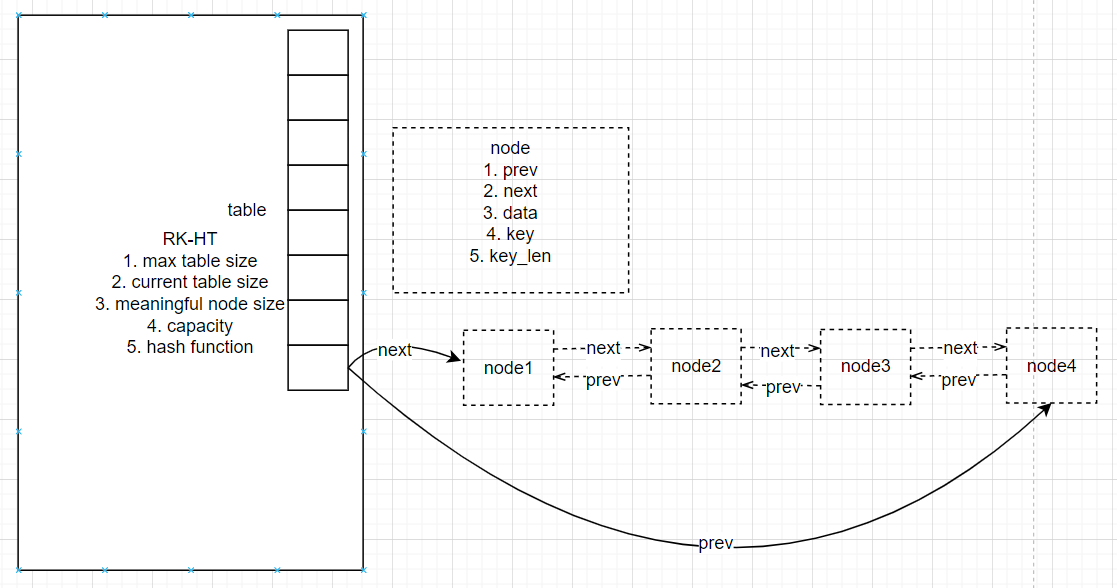 table
RK-HT
1. max table size
2. current table size
3. meaningful node size
4. capacity
5. hash function
node
1. prev
2. next
3. data
4. key
5. key_len
next
node1
next
prev
node2
next
prev
node3
next
prev
node4
prev